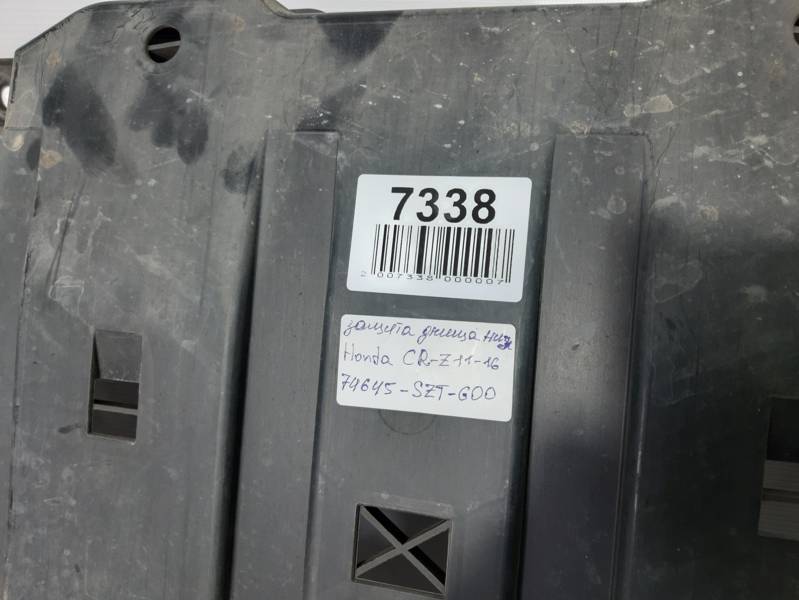 7338
2 007338 000007
защита днища ниж
Honda CR-Z 11-16
74645-SZT-G00